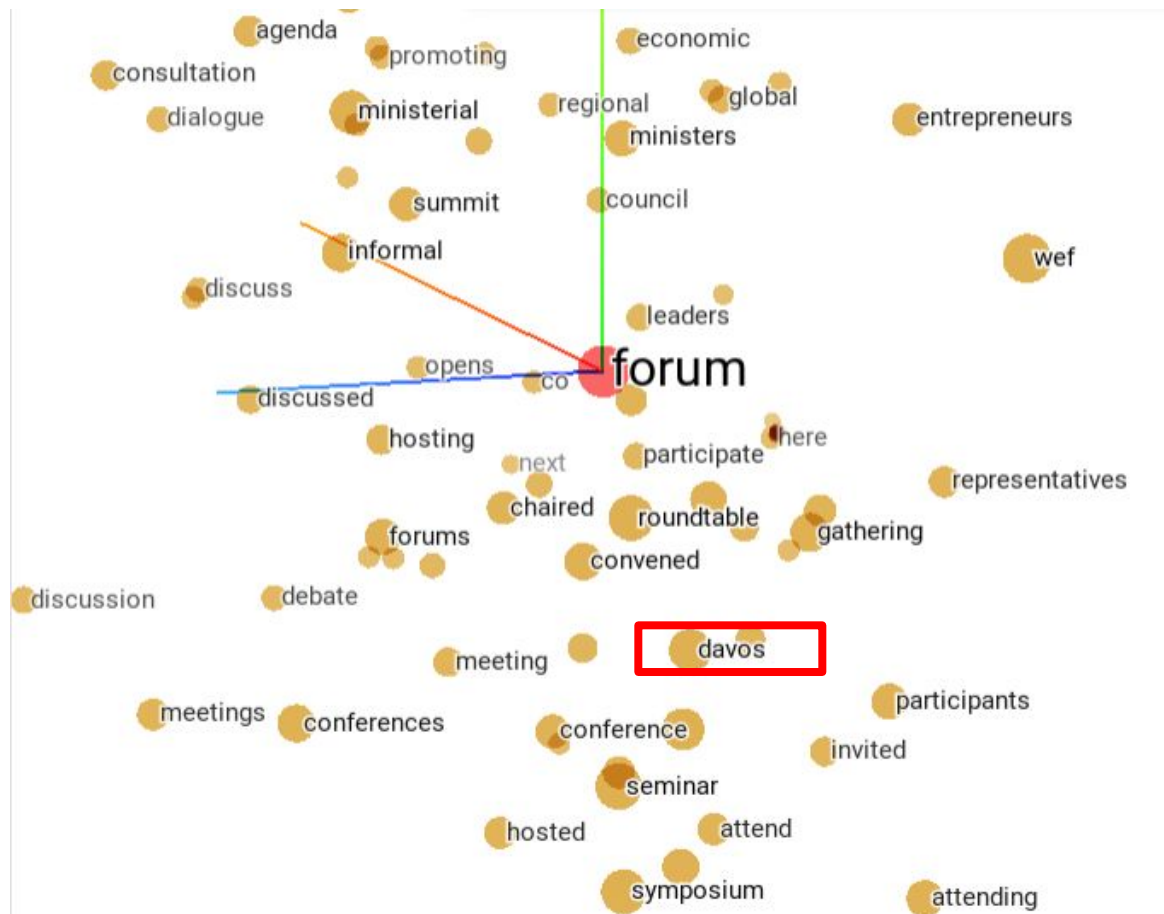 agenda
economic
promoting
consultation
global
regional
ministerial
dialogue
entrepreneurs
ministers
council
summit
informal
wef
discuss
leaders
opens
forum
co
discussed
hosting
here
participate
next
representatives
chaired
roundtable
gathering
forums
convened
discussion
debate
davos
meeting
participants
meetings
conferences
conference
invited
seminar
hosted
attend
symposium
attending